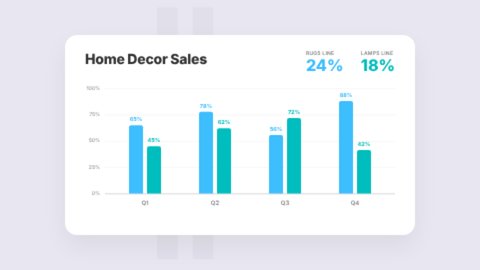 Home Decor Sales
RUGS LINE
24%
LAMPS LINE
18%
100%
75%
50%
25%
0%
65%
45%
78%
62%
56%
72%
88%
42%
Q1
Q2
Q3
Q4